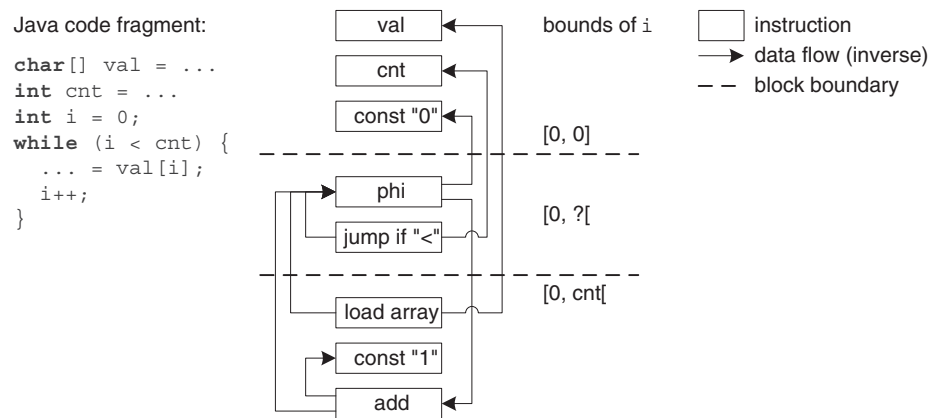 Java code fragment:
char[] val = ...
int cnt = ...
int i = 0;
while (i < cnt) {
  ... = val[i];
  i++;
}
val
cnt
const "0"
phi
jump if "<"
load array
const "1"
add
bounds of i
[0, 0]
[0, ?[
[0, cnt[
instruction
data flow (inverse)
block boundary